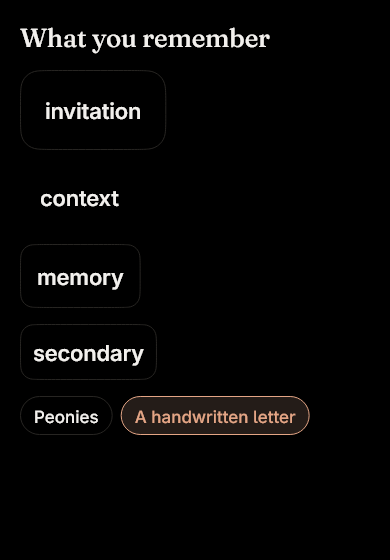 What you remember
invitation
context
memory
secondary
Peonies A handwritten letter